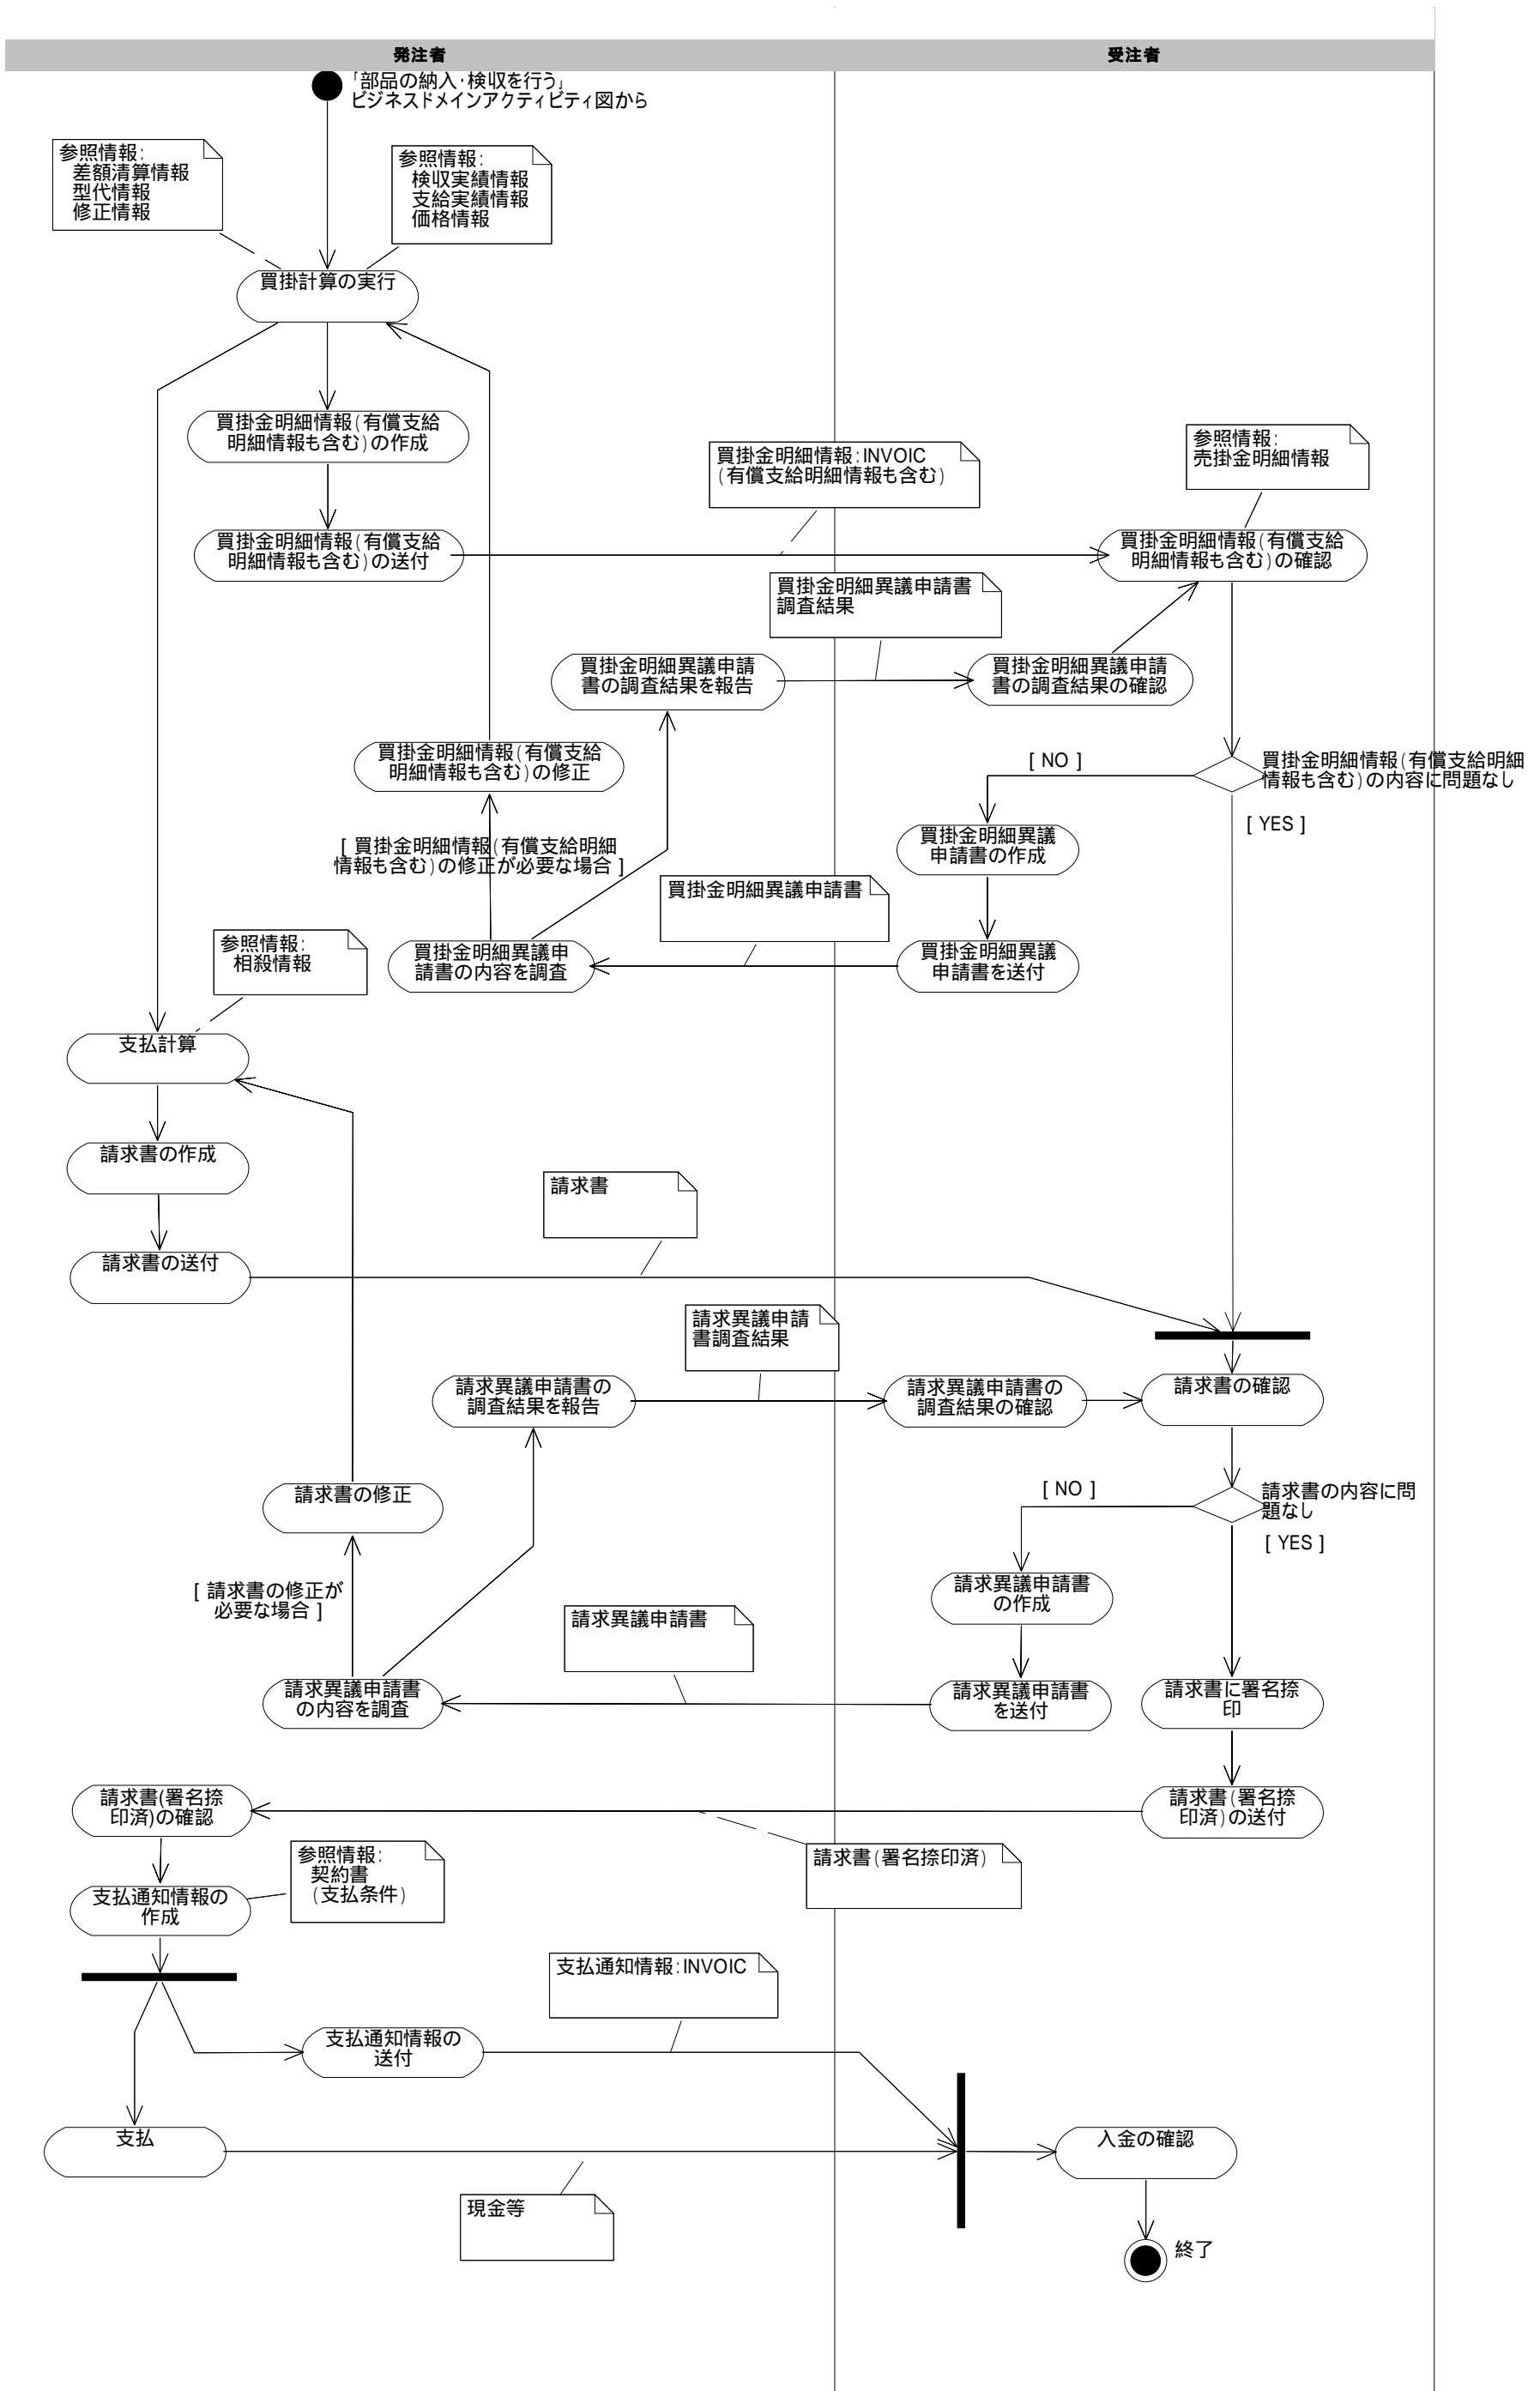 発注者
受注者
「部品の納入・検収を行う」
ビジネスドメインアクティビティ図から
参照情報:
差額清算情報
型代情報
修正情報
参照情報:
検収実績情報
支給実績情報
価格情報
買掛計算の実行
買掛金明細情報(有償支給
明細情報も含む)の作成
買掛金明細情報:INVOIC
(有償支給明細情報も含む)
参照情報:
売掛金明細情報
買掛金明細情報(有償支給
明細情報も含む)の送付
買掛金明細情報(有償支給
明細情報も含む)の確認
買掛金明細異議申請書
調査結果
買掛金明細異議申請
書の調査結果を報告
買掛金明細異議申請
書の調査結果の確認
買掛金明細情報(有償支給
明細情報も含む)の修正
[ NO ]
買掛金明細情報(有償支給明細
情報も含む)の内容に問題なし
[ YES ]
[ 買掛金明細情報(有償支給明細
情報も含む)の修正が必要な場合 ]
買掛金明細異議
申請書の作成
買掛金明細異議申請書
参照情報:
相殺情報
買掛金明細異議申
請書の内容を調査
買掛金明細異議
申請書を送付
支払計算
請求書の作成
請求書
請求書の送付
請求異議申請
書調査結果
請求異議申請書の
調査結果を報告
請求異議申請書の
調査結果の確認
請求書の確認
請求書の修正
[ NO ]
請求書の内容に問
題なし
[ YES ]
[ 請求書の修正が
必要な場合 ]
請求異議申請書
の作成
請求異議申請書
請求異議申請書
の内容を調査
請求異議申請書
を送付
請求書に署名捺
印
請求書(署名捺
印済)の確認
請求書(署名捺
印済)の送付
参照情報:
契約書
(支払条件)
請求書(署名捺印済)
支払通知情報の
作成
支払通知情報:INVOIC
支払通知情報の
送付
支払
入金の確認
現金等
終了